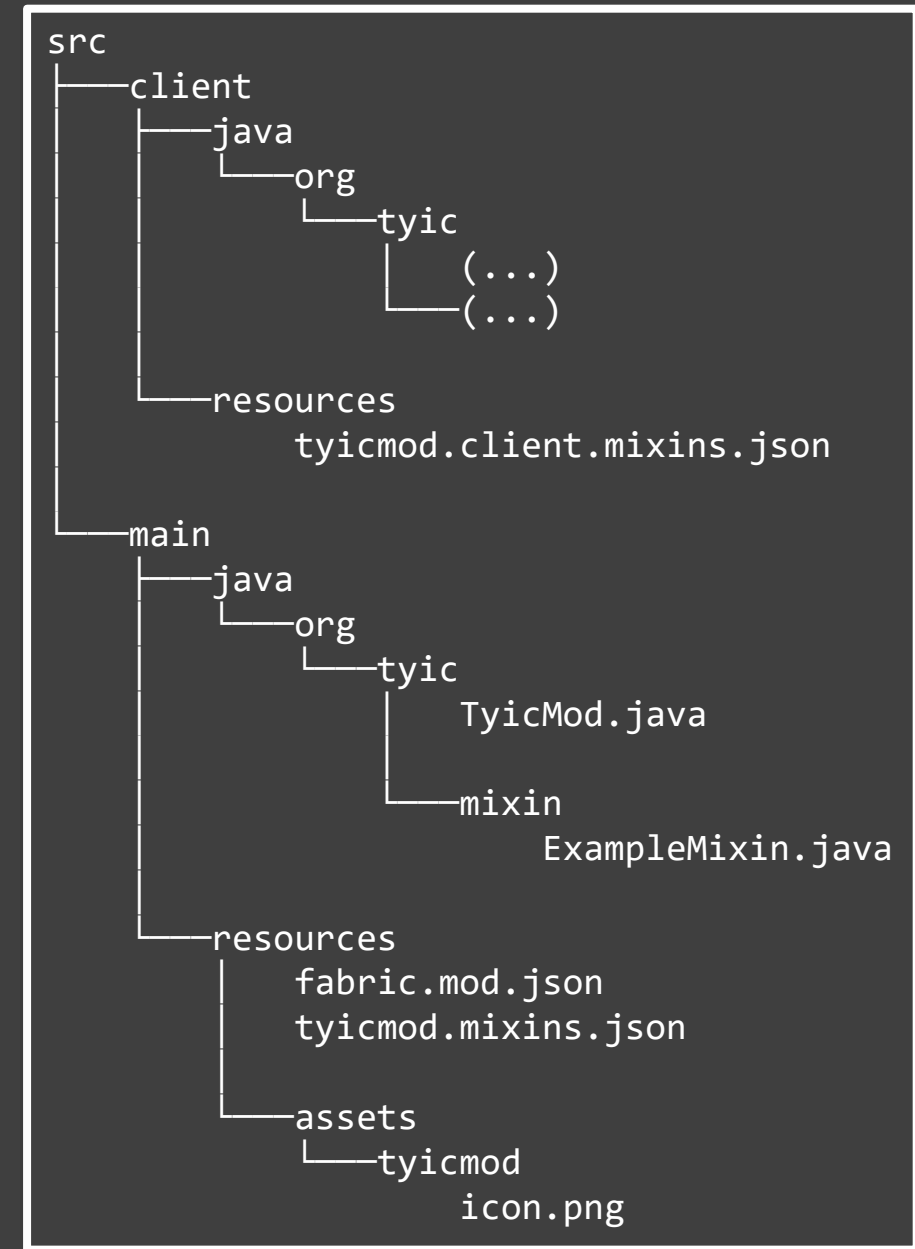 src
├───client
│   ├───java
│   │   └───org
│   │       └───tyic
│   │           │   (...)
│   │           └───(...)
│   │
│   └───resources
│           tyicmod.client.mixins.json
│
└───main
    ├───java
    │   └───org
    │       └───tyic
    │           │   TyicMod.java
    │           │
    │           └───mixin
    │                   ExampleMixin.java
    │
    └───resources
        │   fabric.mod.json
        │   tyicmod.mixins.json
        │
        └───assets
            └───tyicmod
                    icon.png